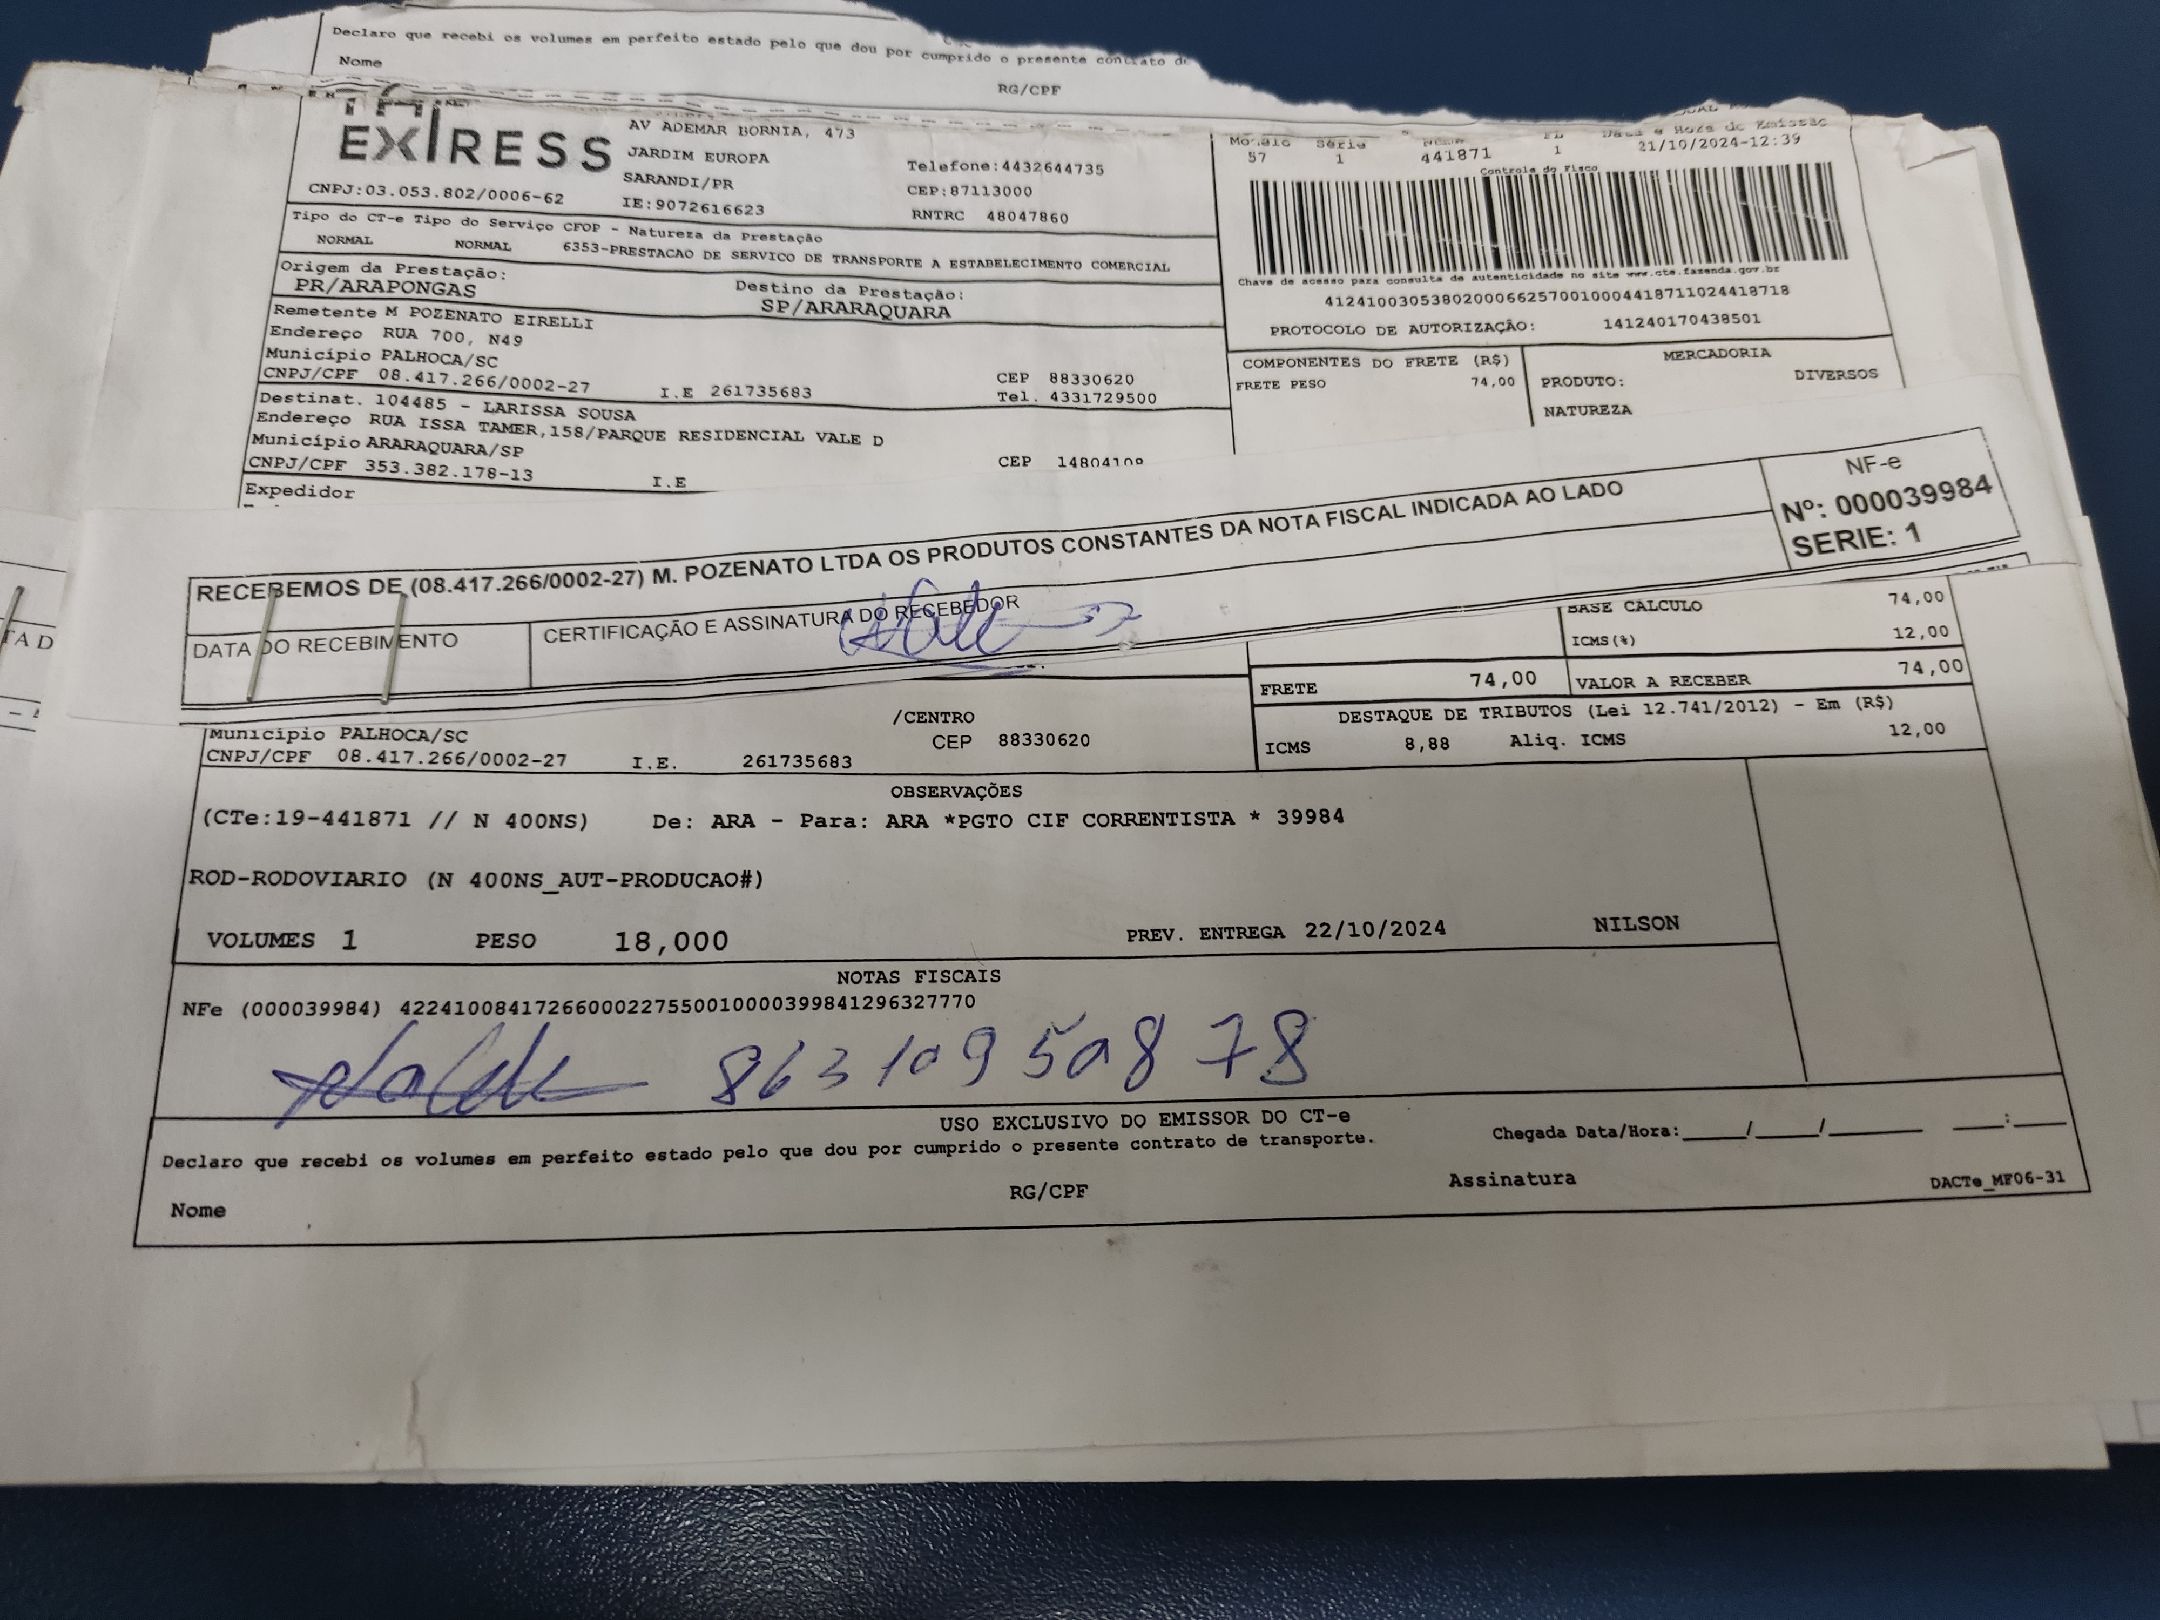 Declaro que recebi os volumes em perfeito estado pelo que dou por cumprido o presente contrato de
Nome
RG/CPF
EXPRESS
CNPJ:03.053.802/0006-62
AV ADEMAR BORNIA, 473
JARDIM EUROPA
SARANDI/PR
IE:9072616623
Telefone:4432644735
CEP:87113000
RNTRC 48047860
Modelo Série FL Data e Hora de Emissão
57 1 441871 1 21/10/2024-12:39
Controle do Fisco
Chave de acesso para consulta de autenticidade no site www.cte.fazenda.gov.br
41241003053802000662570010004418711024418718
PROTOCOLO DE AUTORIZAÇÃO: 141240170438501
Tipo do CT-e Tipo do Serviço CFOP - Natureza da Prestação
NORMAL NORMAL 6353-PRESTACAO DE SERVICO DE TRANSPORTE A ESTABELECIMENTO COMERCIAL
Origem da Prestação: Destino da Prestação:
PR/ARAPONGAS SP/ARARAQUARA
Remetente M POZENATO EIRELLI
Endereço RUA 700, N49
Município PALHOCA/SC
CNPJ/CPF 08.417.266/0002-27 I.E 261735683
CEP 88330620
Tel. 4331729500
COMPONENTES DO FRETE (R$)
FRETE PESO 74,00
MERCADORIA
PRODUTO: DIVERSOS
NATUREZA
Destinat. 104485 - LARISSA SOUSA
Endereço RUA ISSA TAMER,158/PARQUE RESIDENCIAL VALE D
Município ARARAQUARA/SP
CNPJ/CPF 353.382.178-13 I.E
CEP 14804109
Expedidor
RECEBEMOS DE (08.417.266/0002-27) M. POZENATO LTDA OS PRODUTOS CONSTANTES DA NOTA FISCAL INDICADA AO LADO
NF-e
Nº: 000039984
SERIE: 1
DATA DO RECEBIMENTO
CERTIFICAÇÃO E ASSINATURA DO RECEBEDOR
BASE CALCULO 74,00
ICMS(%) 12,00
FRETE 74,00 VALOR A RECEBER 74,00
DESTAQUE DE TRIBUTOS (Lei 12.741/2012) - Em (R$)
ICMS 8,88 Aliq. ICMS 12,00
/CENTRO
Município PALHOCA/SC CEP 88330620
CNPJ/CPF 08.417.266/0002-27 I.E. 261735683
OBSERVAÇÕES
(CTe:19-441871 // N 400NS) De: ARA - Para: ARA *PGTO CIF CORRENTISTA * 39984
ROD-RODOVIARIO (N 400NS_AUT-PRODUCAO#)
VOLUMES 1 PESO 18,000 PREV. ENTREGA 22/10/2024 NILSON
NOTAS FISCAIS
NFe (000039984) 42241008417266000227550010000399841296327770
USO EXCLUSIVO DO EMISSOR DO CT-e
Declaro que recebi os volumes em perfeito estado pelo que dou por cumprido o presente contrato de transporte.
Chegada Data/Hora:____/____/______ ___:___
Nome RG/CPF Assinatura DACTe_MF06-31